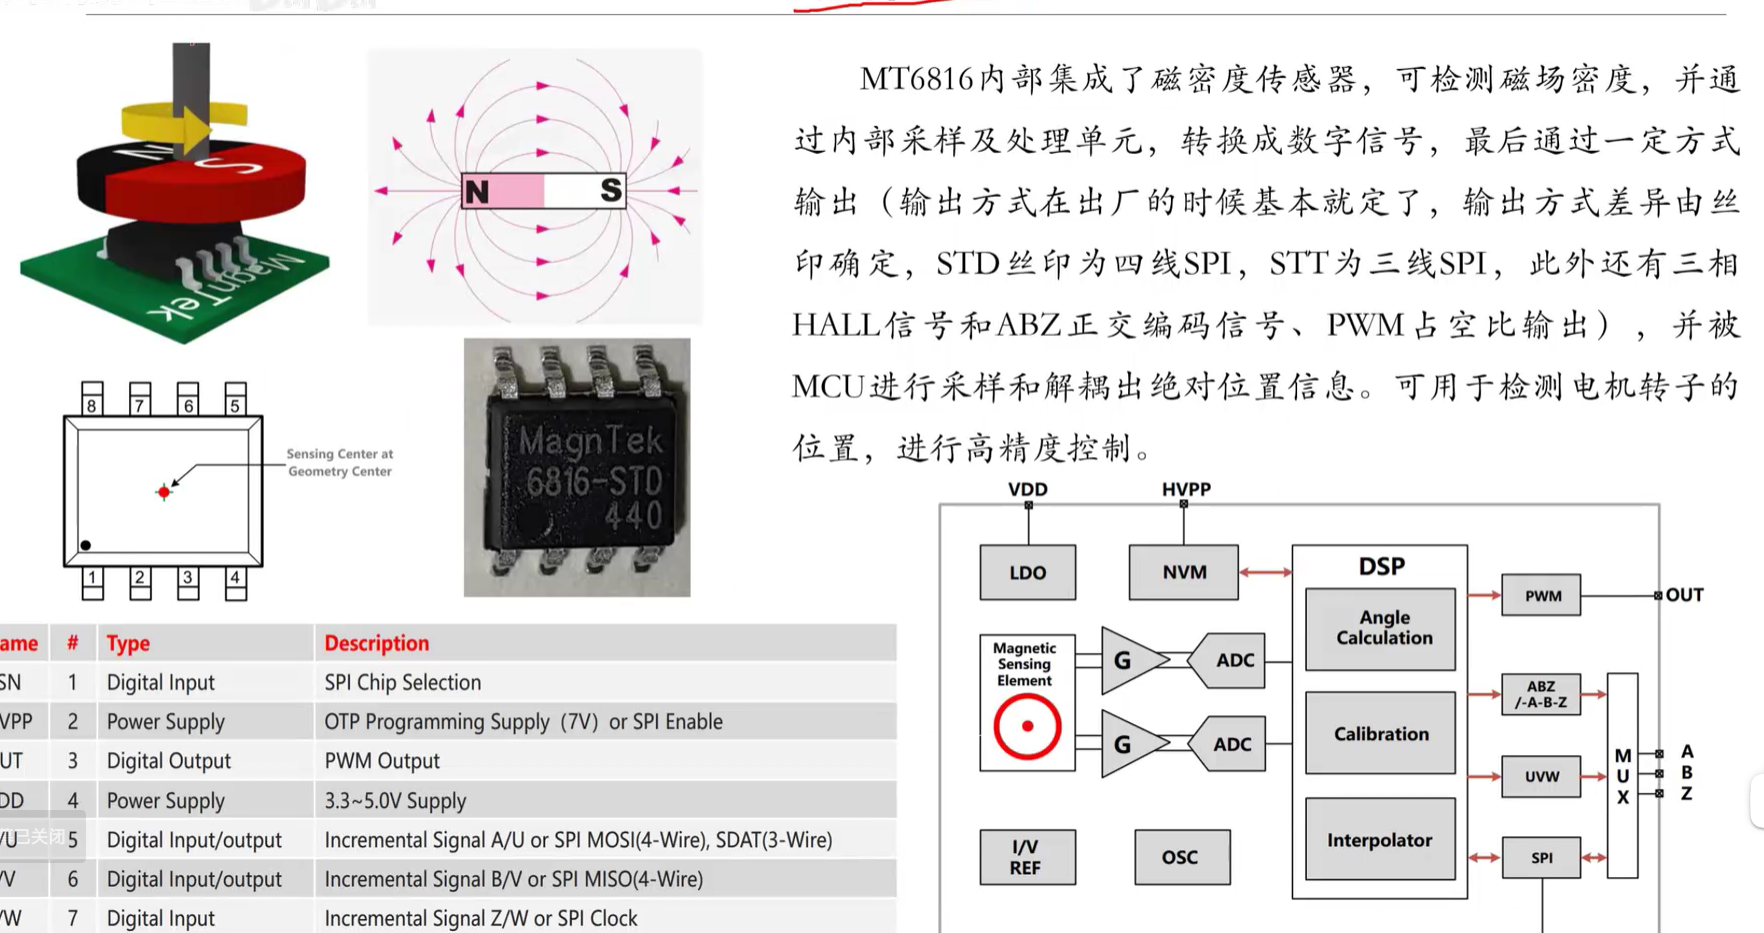 MT6816内部集成了磁密度传感器，可检测磁场密度，并通
过内部采样及处理单元，转换成数字信号，最后通过一定方式
输出（输出方式在出厂的时候基本就定了，输出方式差异由丝
印确定，STD丝印为四线SPI，STT为三线SPI，此外还有三相
HALL信号和ABZ正交编码信号、PWM占空比输出），并被
MCU进行采样和解耦出绝对位置信息。可用于检测电机转子的
位置，进行高精度控制。
N S
MagnTek
N S
8 7 6 5
Sensing Center at
Geometry Center
1 2 3 4
MagnTek
6816-STD
440
ame # Type Description
SN 1 Digital Input SPI Chip Selection
VPP 2 Power Supply OTP Programming Supply（7V）or SPI Enable
UT 3 Digital Output PWM Output
DD 4 Power Supply 3.3~5.0V Supply
/U 5 Digital Input/output Incremental Signal A/U or SPI MOSI(4-Wire), SDAT(3-Wire)
/V 6 Digital Input/output Incremental Signal B/V or SPI MISO(4-Wire)
/W 7 Digital Input Incremental Signal Z/W or SPI Clock
已关闭
VDD HVPP
LDO NVM DSP
PWM OUT
Angle
Calculation
Magnetic
Sensing
Element
G ADC
ABZ
/-A-B-Z
G ADC
Calibration
UVW
MUX
A
B
Z
I/V
REF
OSC
Interpolator
SPI